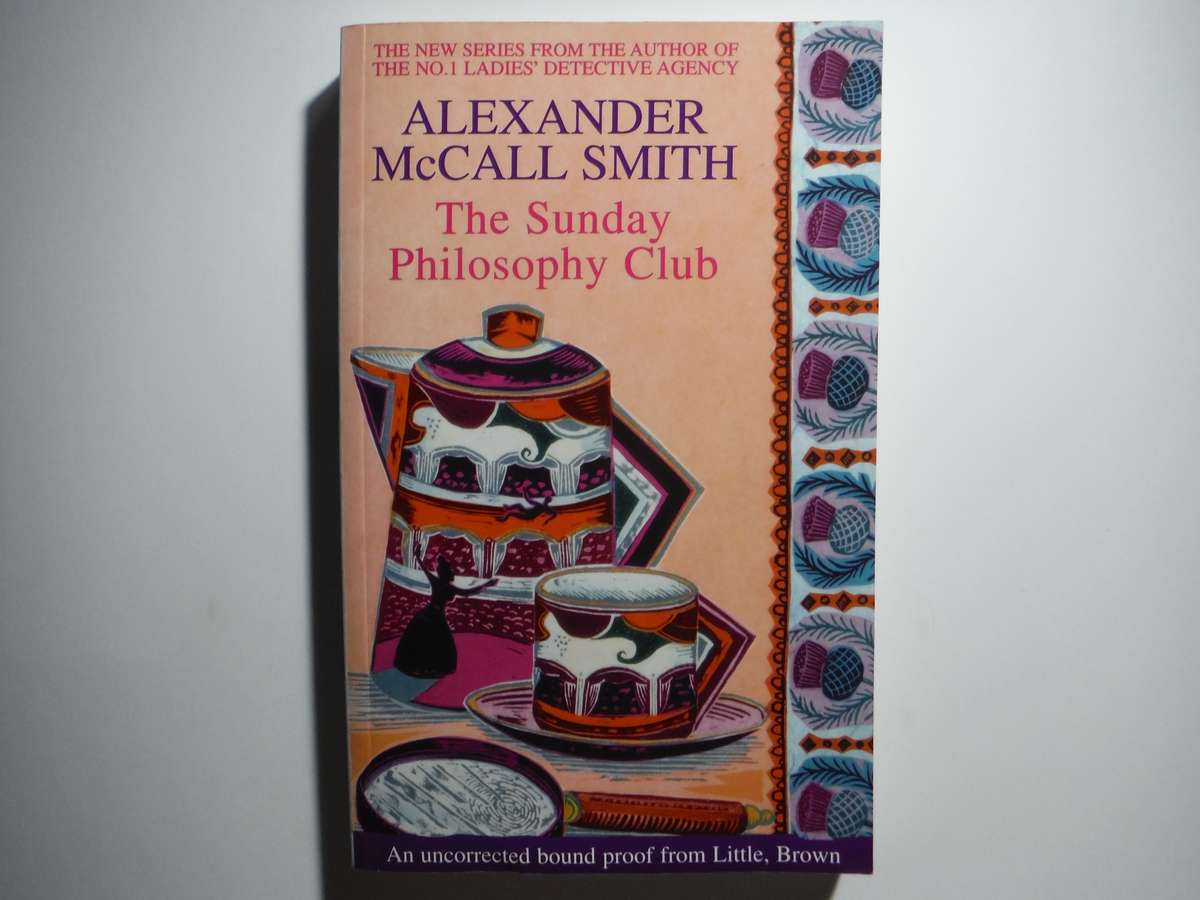 THE NEW SERIES FROM THE AUTHOR OF
THE NO.1 LADIES' DETECTIVE AGENCY
ALEXANDER
McCALL SMITH
The Sunday
Philosophy Club
An uncorrected bound proof from Little, Brown